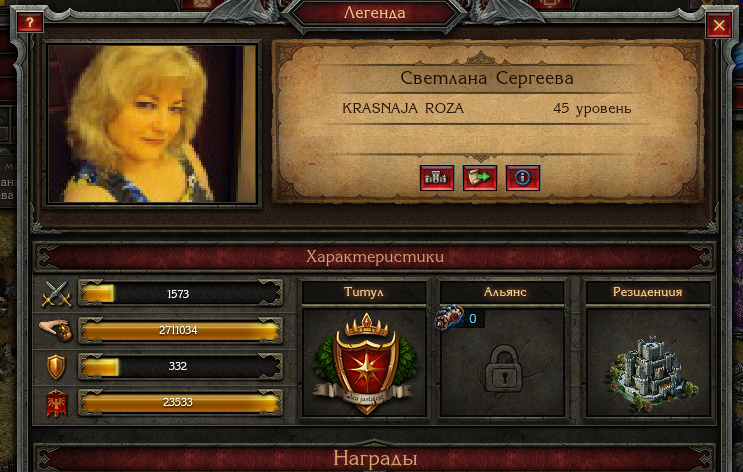 ?
Легенда
Светлана Сергеева
KRASNAJA ROZA 45 уровень
Характеристики
1573
2711034
332
23533
Титул
Альянс
0
Резиденция
Награды